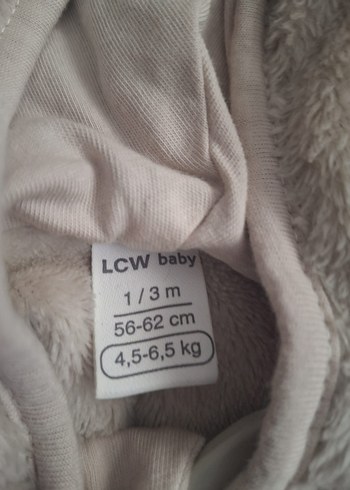 LCW baby
1 / 3 m
56-62 cm
4,5-6,5 kg